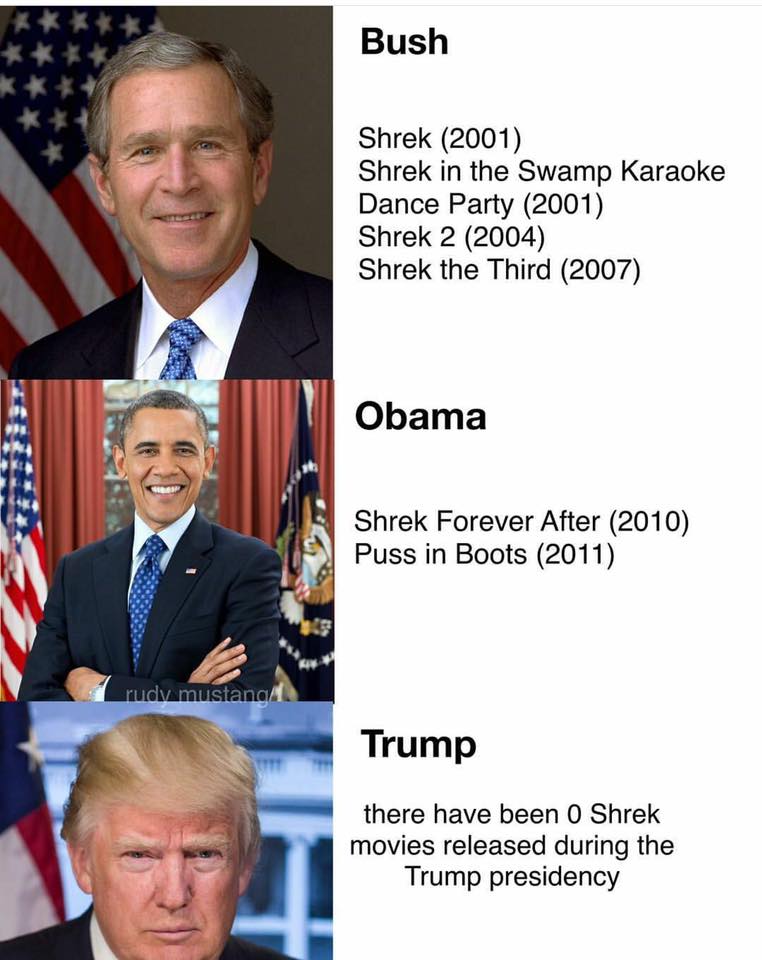 Bush
Shrek (2001)
Shrek in the Swamp Karaoke
Dance Party (2001)
Shrek 2 (2004)
Shrek the Third (2007)
Obama
Shrek Forever After (2010)
Puss in Boots (2011)
rudy mustang
Trump
there have been 0 Shrek
movies released during the
Trump presidency